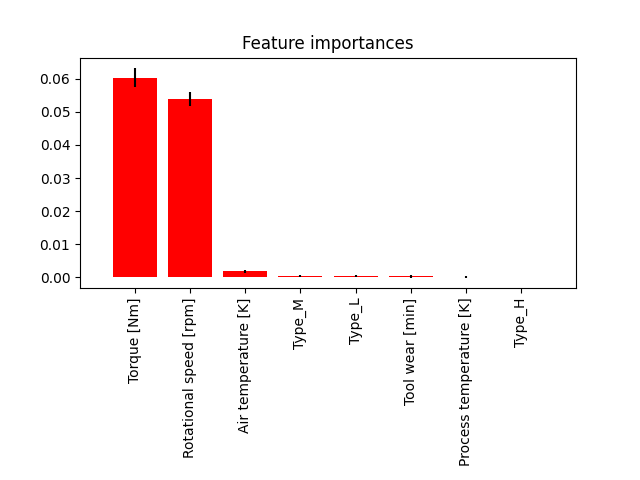 Feature importances
0.06
0.05
0.04
0.03
0.02
0.01
0.00
Torque [Nm]
Rotational speed [rpm]
Air temperature [K]
Type_M
Type_L
Tool wear [min]
Process temperature [K]
Type_H